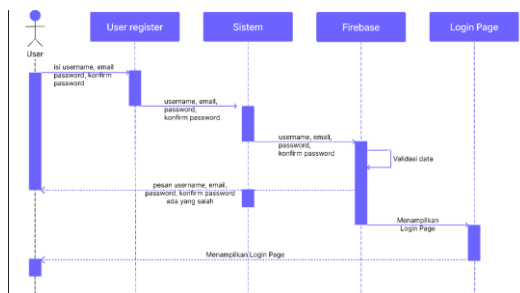 User register
Sistem
Firebase
Login Page
User
isi username, email
password, konfirm
password
username, email,
password,
konfirm password
username, email,
password,
konfirm password
Validasi data
pesan username, email,
password, konfirm password
ada yang salah
Menampilkan
Login Page
Menampilkan Login Page